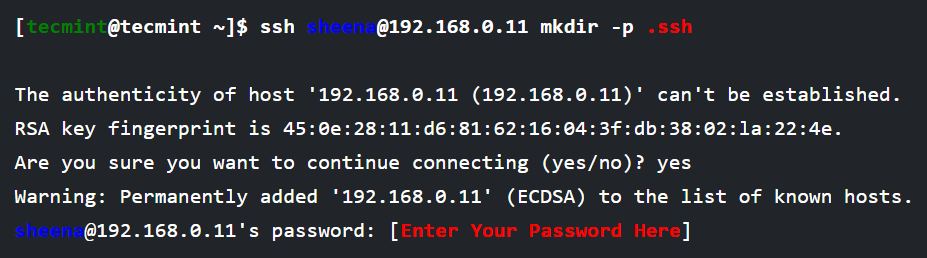 [tecmint@tecmint ~]$ ssh sheena@192.168.0.11 mkdir -p .ssh
The authenticity of host '192.168.0.11 (192.168.0.11)' can't be established.
RSA key fingerprint is 45:0e:28:11:d6:81:62:16:04:3f:db:38:02:la:22:4e.
Are you sure you want to continue connecting (yes/no)? yes
Warning: Permanently added '192.168.0.11' (ECDSA) to the list of known hosts.
sheena@192.168.0.11's password: [Enter Your Password Here]